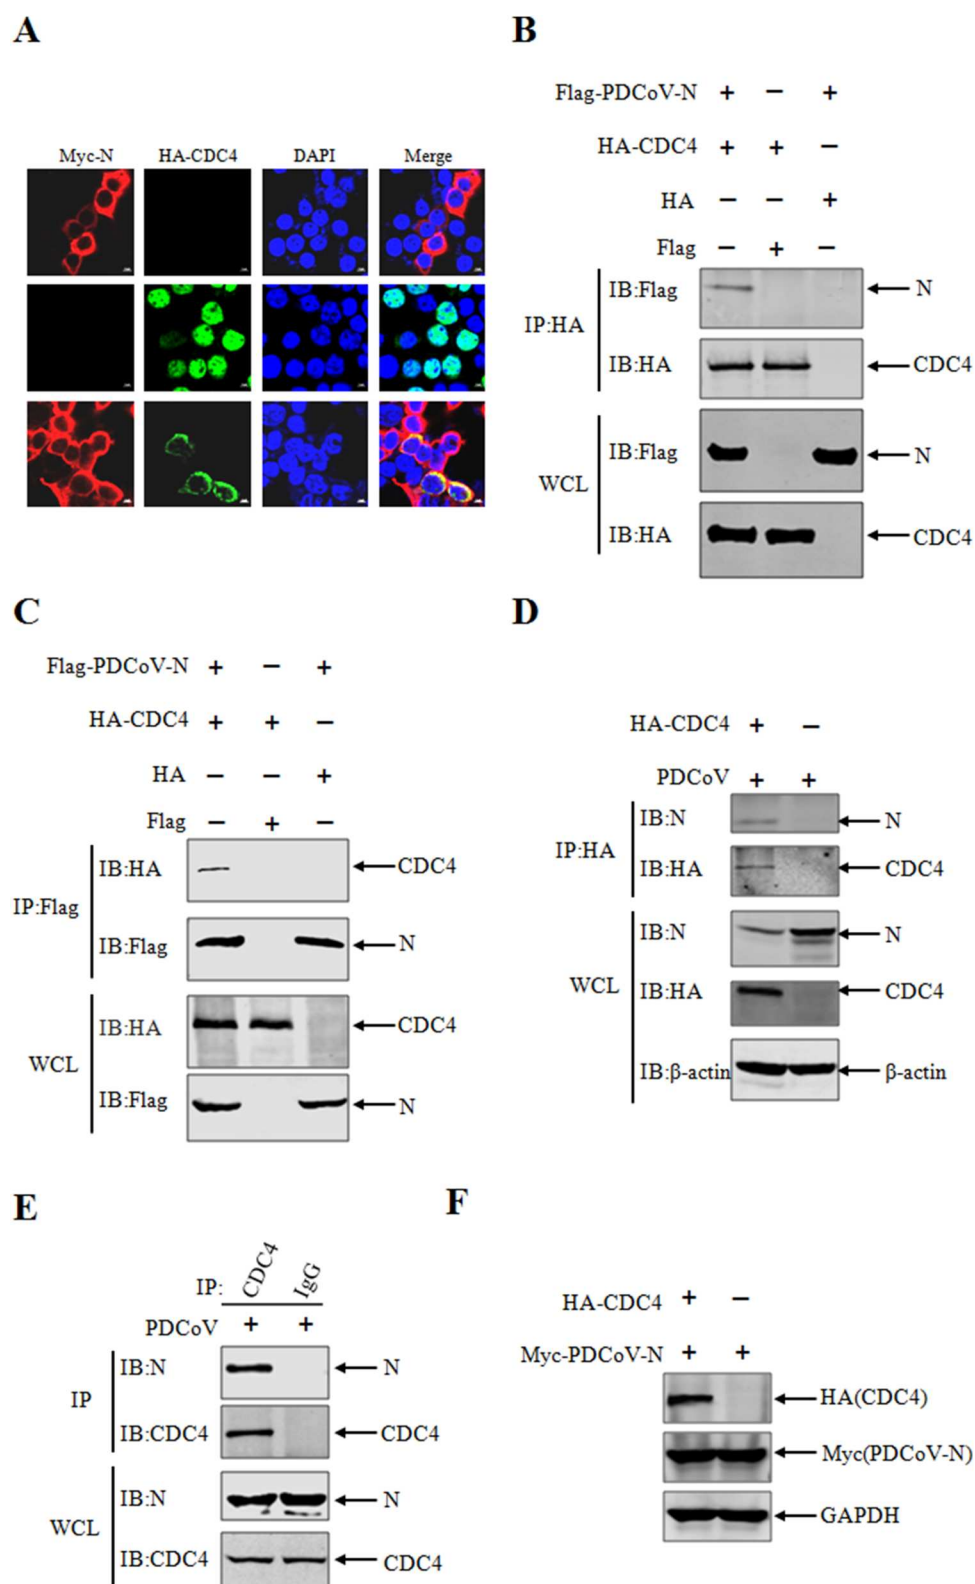 A
Myc-N HA-CDC4 DAPI Merge
B
Flag-PDCoV-N + − +
HA-CDC4 + + −
HA − − +
Flag − + −
IP:HA
IB:Flag N
IB:HA CDC4
WCL
IB:Flag N
IB:HA CDC4
C
Flag-PDCoV-N + − +
HA-CDC4 + + −
HA − − +
Flag − + −
IP:Flag
IB:HA CDC4
IB:Flag N
WCL
IB:HA CDC4
IB:Flag N
D
HA-CDC4 + −
PDCoV + +
IP:HA
IB:N N
IB:HA CDC4
WCL
IB:N N
IB:HA CDC4
IB:β-actin β-actin
E
IP: CDC4 IgG
PDCoV + +
IP
IB:N N
IB:CDC4 CDC4
WCL
IB:N N
IB:CDC4 CDC4
F
HA-CDC4 + −
Myc-PDCoV-N + +
HA(CDC4)
Myc(PDCoV-N)
GAPDH